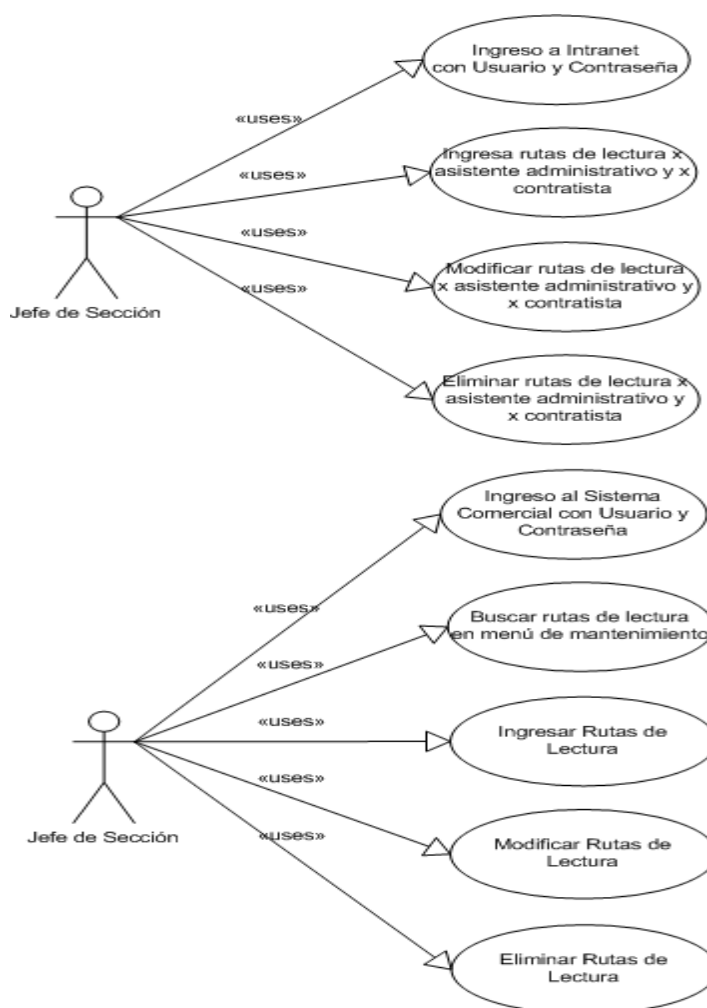 Ingreso a Intranet
con Usuario y Contraseña
«uses»
Ingresa rutas de lectura x
asistente administrativo y x
contratista
«uses»
«uses»
Modificar rutas de lectura
x asistente administrativo y
x contratista
«uses»
Jefe de Sección
Eliminar rutas de lectura x
asistente administrativo y
x contratista
Ingreso al Sistema
Comercial con Usuario y
Contraseña
«uses»
Buscar rutas de lectura
en menú de mantenimiento
«uses»
«uses»
Ingresar Rutas de
Lectura
«uses»
Jefe de Sección
«uses»
Modificar Rutas de
Lectura
Eliminar Rutas de
Lectura